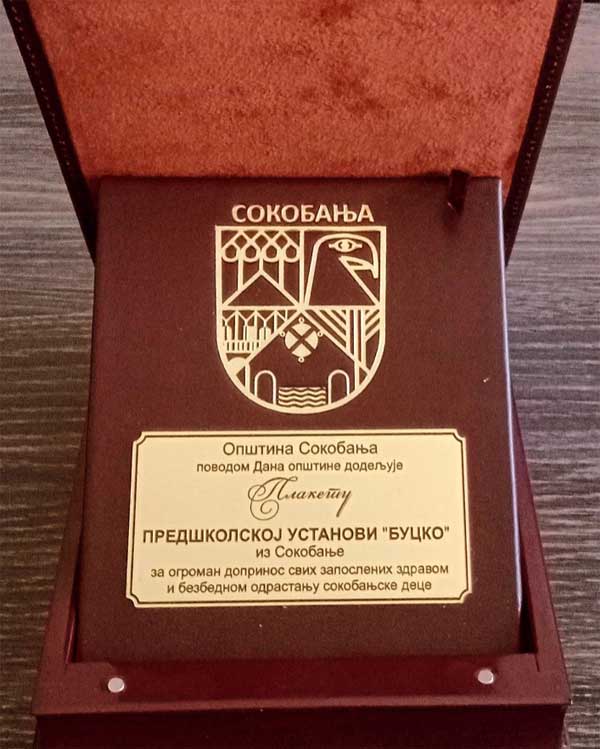 СОКОБАЊА
Општина Сокобања
поводом Дана општине додељује
Плакету
ПРЕДШКОЛСКОЈ УСТАНОВИ "БУЦКО"
из Сокобање
за огроман допринос свих запослених здравом
и безбедном одрастању сокобањске деце